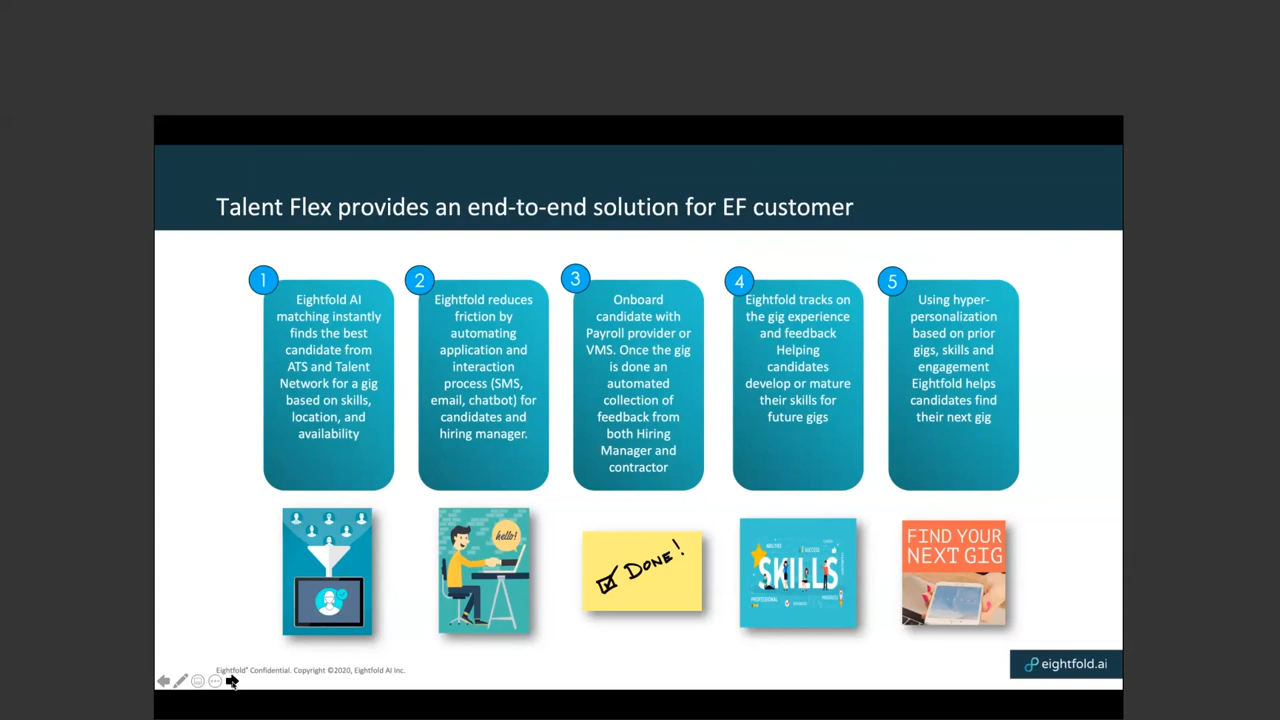 Talent Flex provides an end-to-end solution for EF customer
1
Eightfold AI
matching instantly
finds the best
candidate from
ATS and Talent
Network for a gig
based on skills,
location, and
availability
2
Eightfold reduces
friction by
automating
application and
interaction
process (SMS,
email, chatbot) for
candidates and
hiring manager.
3
Onboard
candidate with
Payroll provider or
VMS. Once the gig
is done an
automated
collection of
feedback from
both Hiring
Manager and
contractor
4
Eightfold tracks on
the gig experience
and feedback
Helping
candidates
develop or mature
their skills for
future gigs
5
Using hyper-
personalization
based on prior
gigs, skills and
engagement
Eightfold helps
candidates find
their next gig
hello!
DONE!
SKILLS
PROFESSIONAL
FIND YOUR
NEXT GIG
Eightfold® Confidential. Copyright ©2020, Eightfold AI Inc.
eightfold.ai